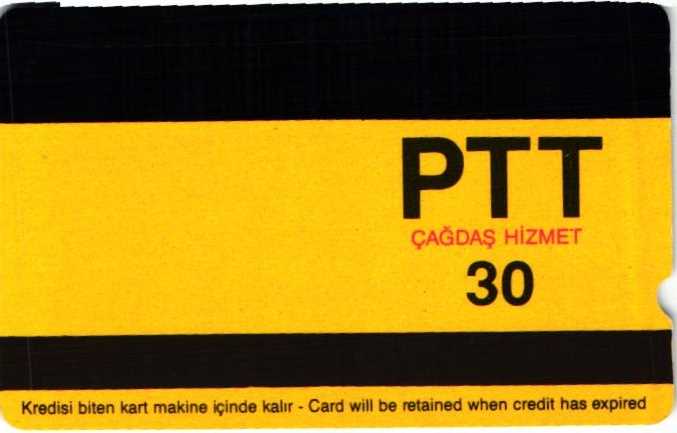 PTT
ÇAĞDAŞ HİZMET
30
Kredisi biten kart makine içinde kalır - Card will be retained when credit has expired